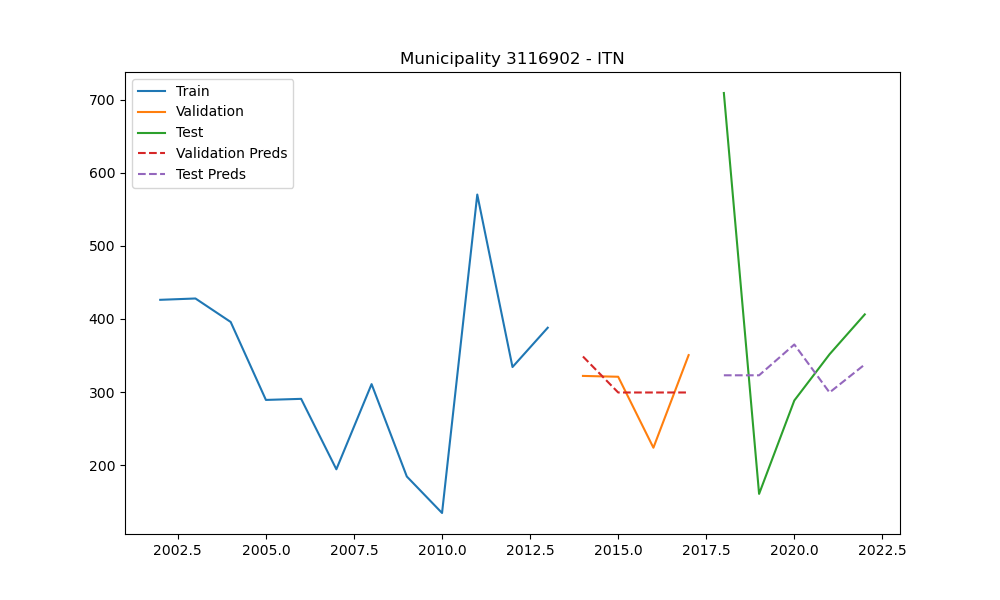 Municipality 3116902 - ITN
Train
Validation
Test
Validation Preds
Test Preds
700
600
500
400
300
200
2002.5 2005.0 2007.5 2010.0 2012.5 2015.0 2017.5 2020.0 2022.5